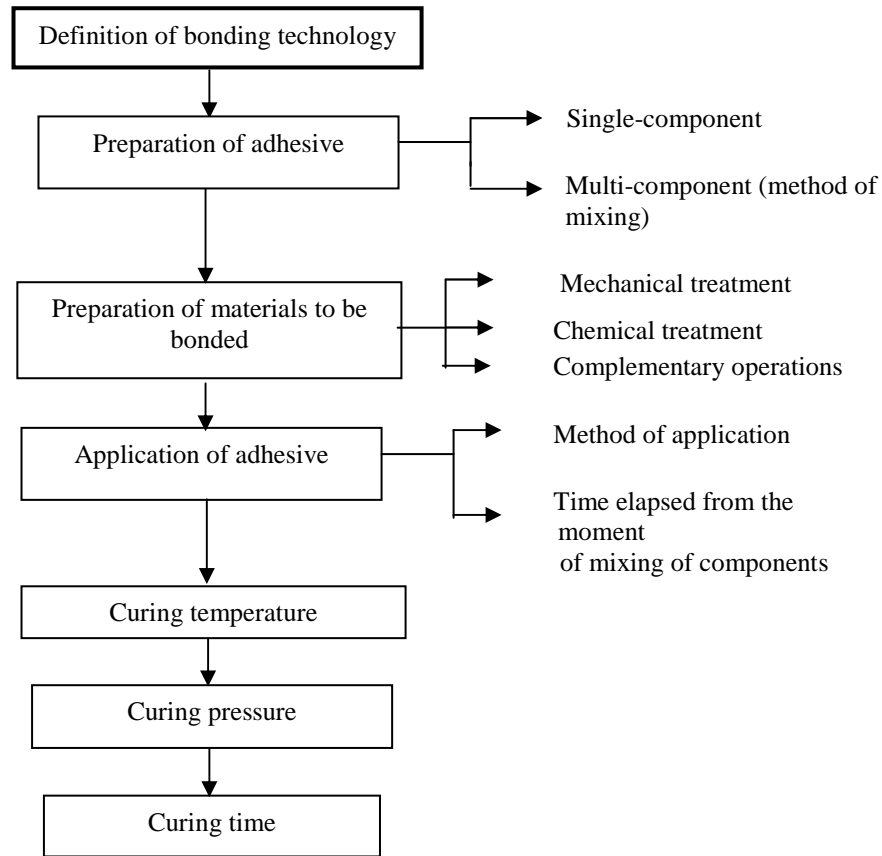 Definition of bonding technology
Preparation of adhesive
Single-component
Multi-component (method of
mixing)
Preparation of materials to be
bonded
Mechanical treatment
Chemical treatment
Complementary operations
Application of adhesive
Method of application
Time elapsed from the
moment
of mixing of components
Curing temperature
Curing pressure
Curing time